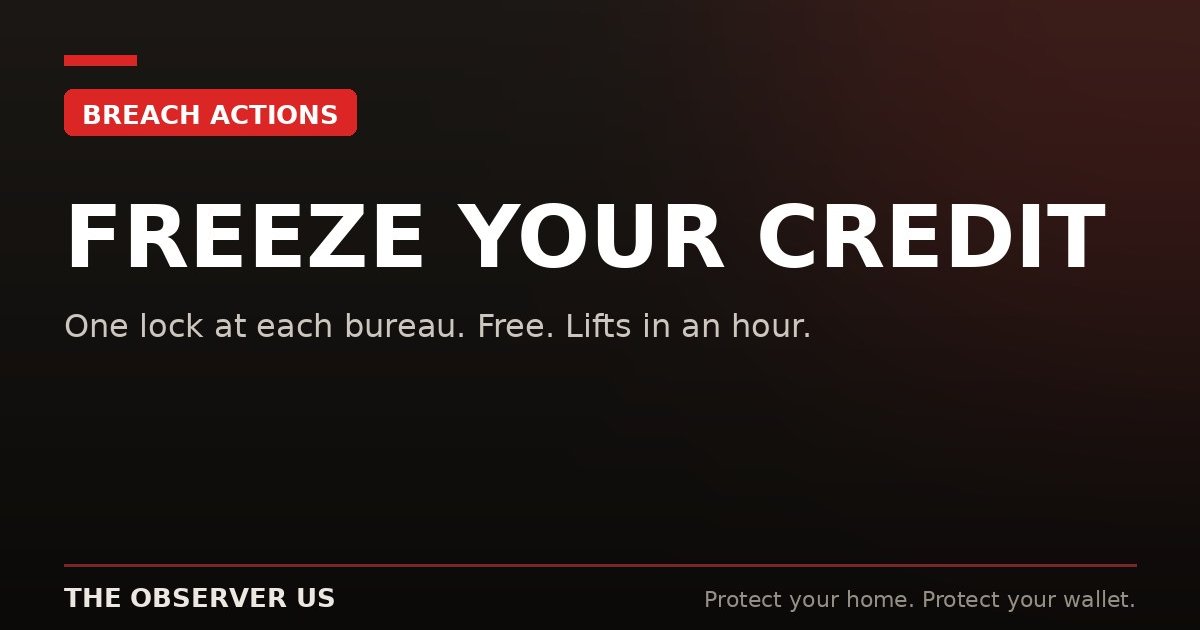 BREACH ACTIONS
FREEZE YOUR CREDIT
One lock at each bureau. Free. Lifts in an hour.
THE OBSERVER US
Protect your home. Protect your wallet.